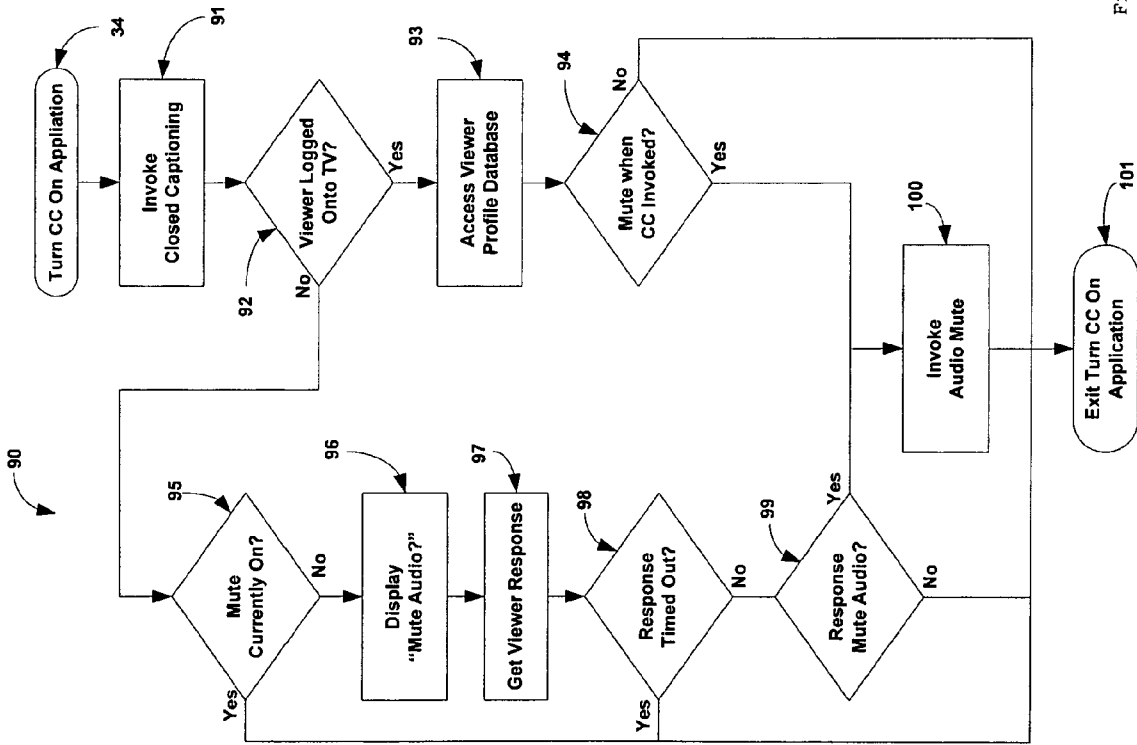 90
Turn CC On Appliation
34
Invoke
Closed Captioning
91
Viewer Logged
Onto TV?
92
No
Yes
Access Viewer
Profile Database
93
Mute when
CC Invoked?
94
No
Yes
Mute
Currently On?
95
Yes
No
Display
“Mute Audio?”
96
Get Viewer Response
97
Response
Timed Out?
98
Yes
No
Response
Mute Audio?
99
Yes
No
Invoke
Audio Mute
100
Exit Turn CC On
Application
101